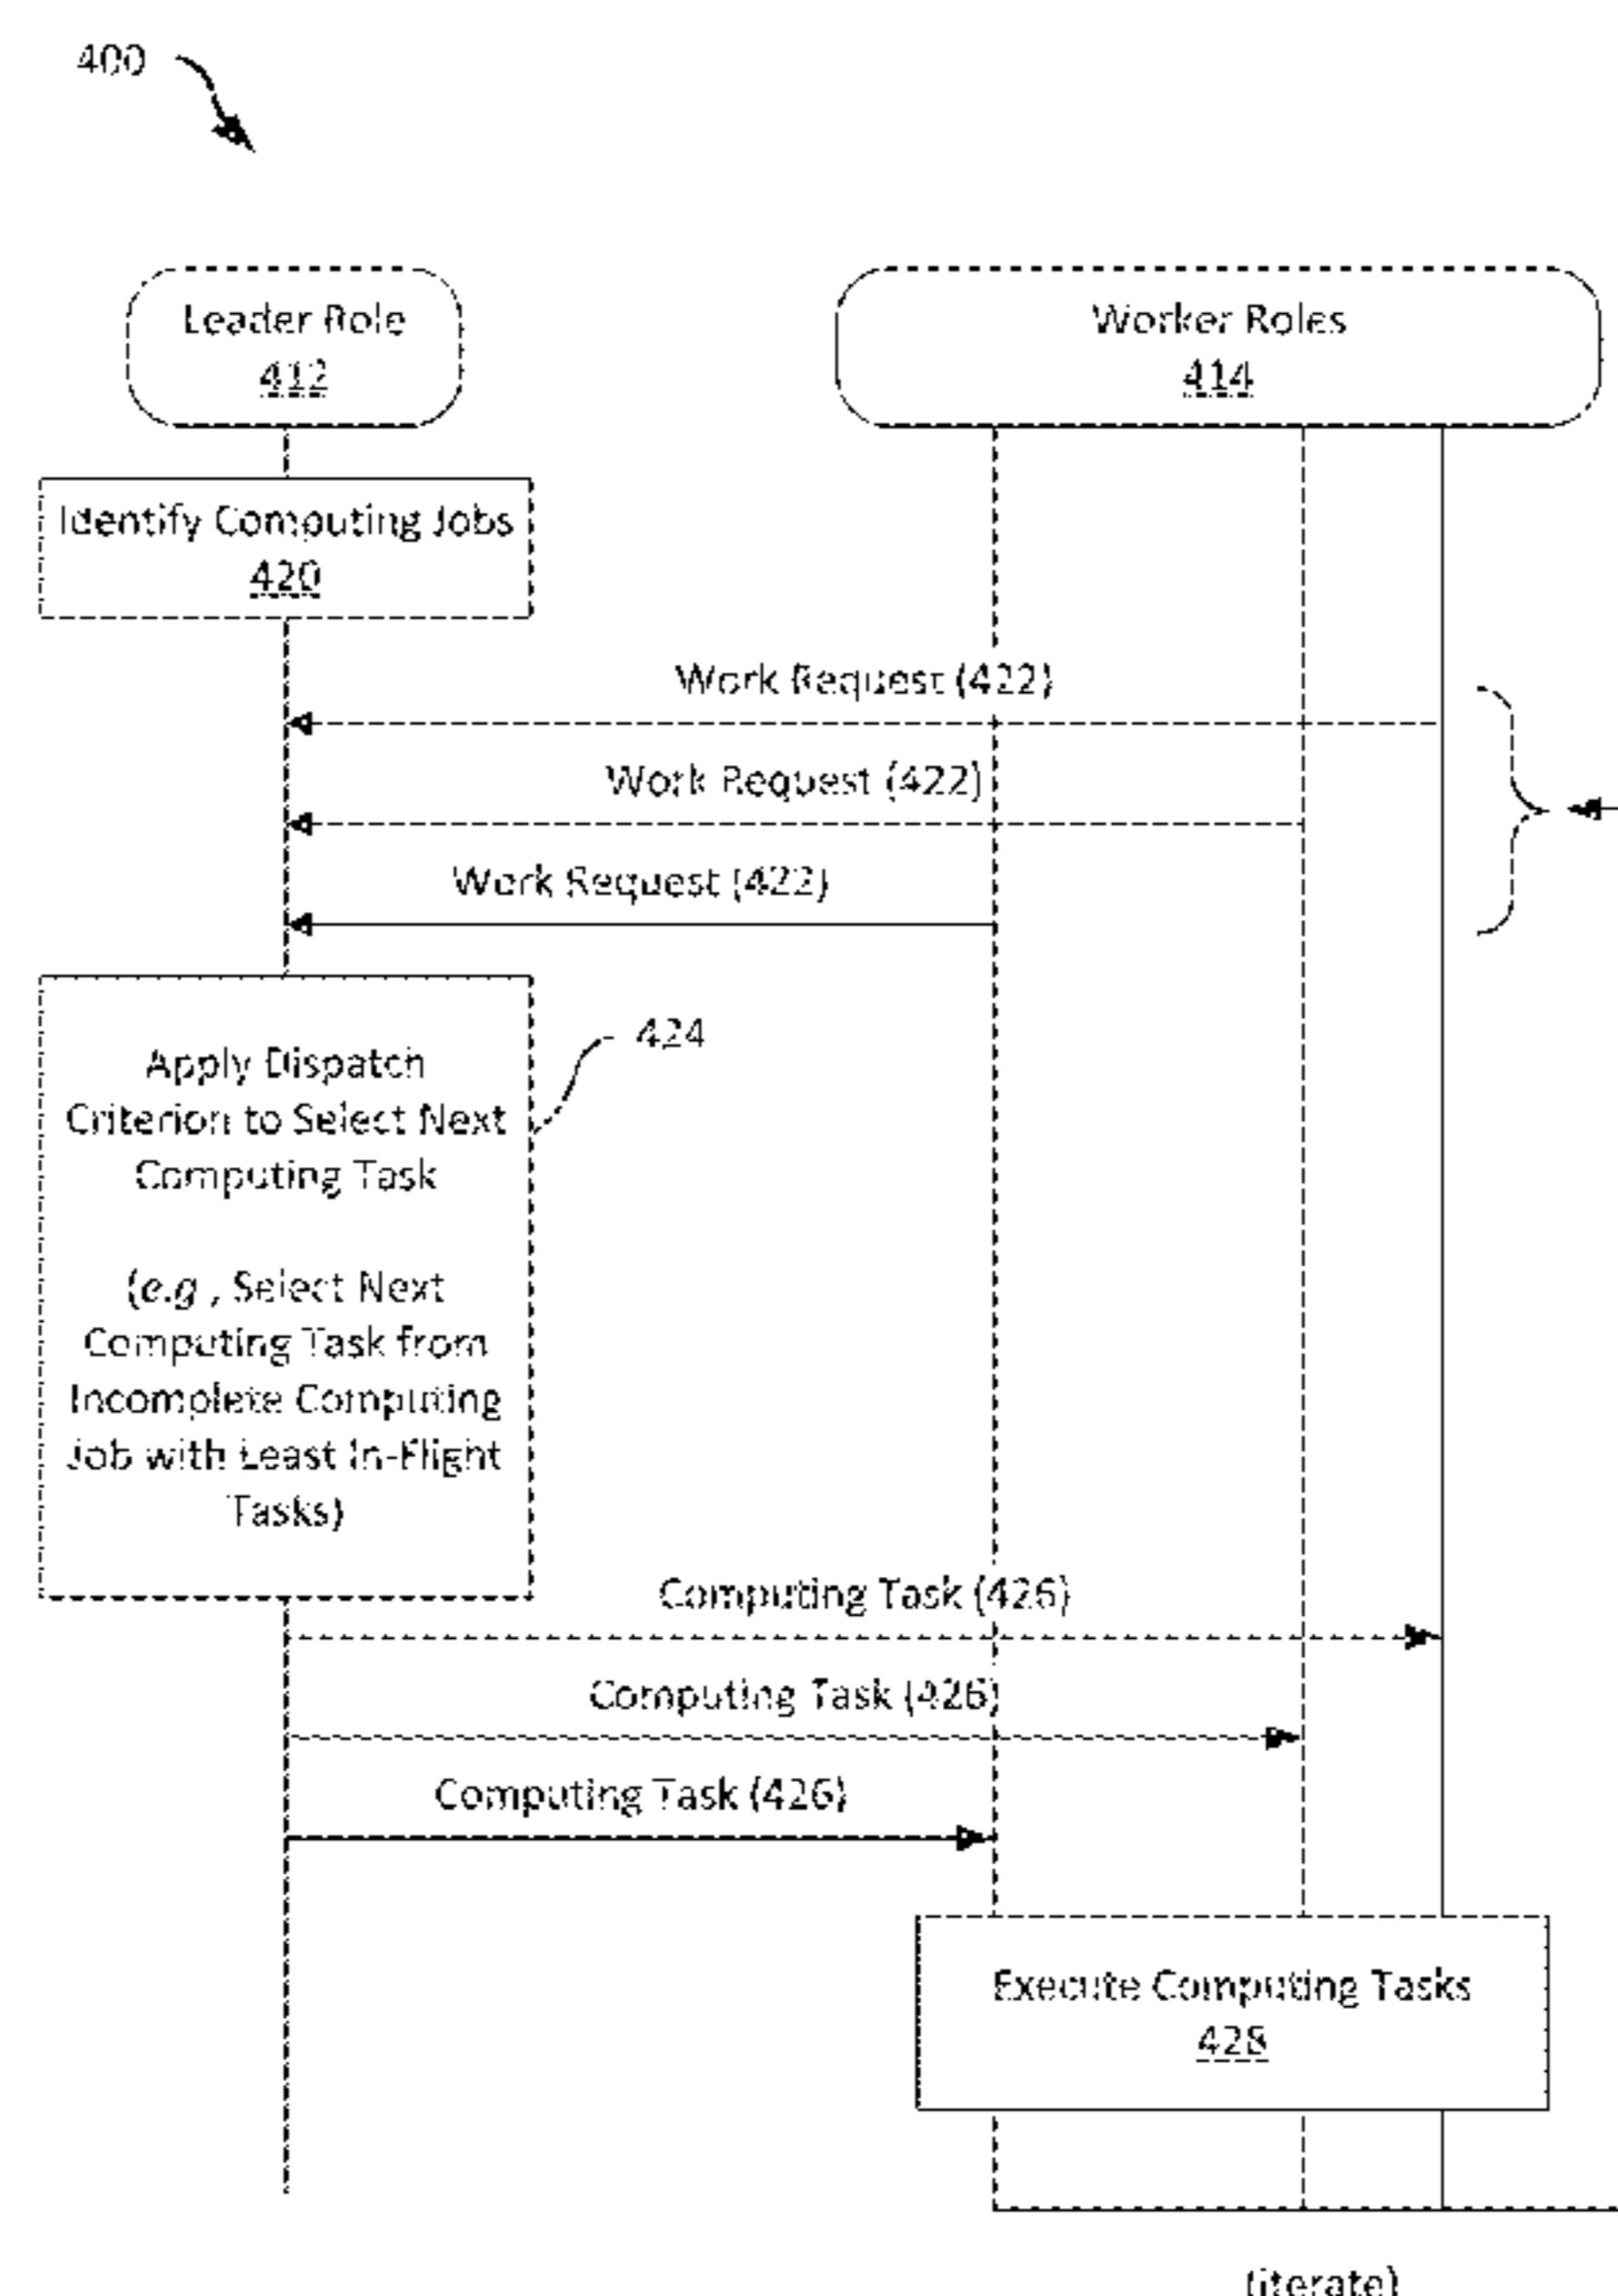 400
Leader Role
412
Worker Roles
414
Identify Computing Jobs
420
Work Request (422)
Work Request (422)
Work Request (422)
Apply Dispatch
Criterion to Select Next
Computing Task
(e.g , Select Next
Computing Task from
Incomplete Computing
Job with Least In-Flight
Tasks)
424
Computing Task (426)
Computing Task (426)
Computing Task (426)
Execute Computing Tasks
428
(iterate)